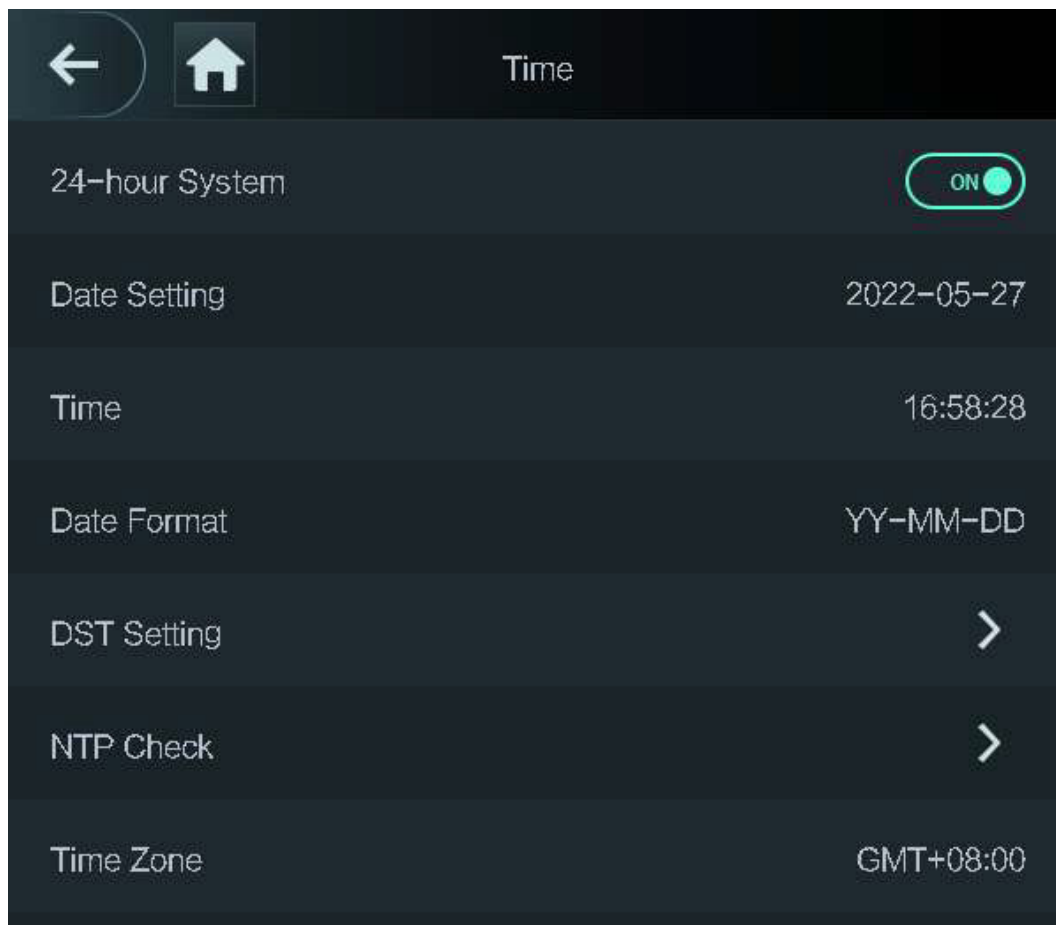 Time
24-hour System ON
Date Setting 2022-05-27
Time 16:58:28
Date Format YY-MM-DD
DST Setting
NTP Check
Time Zone GMT+08:00